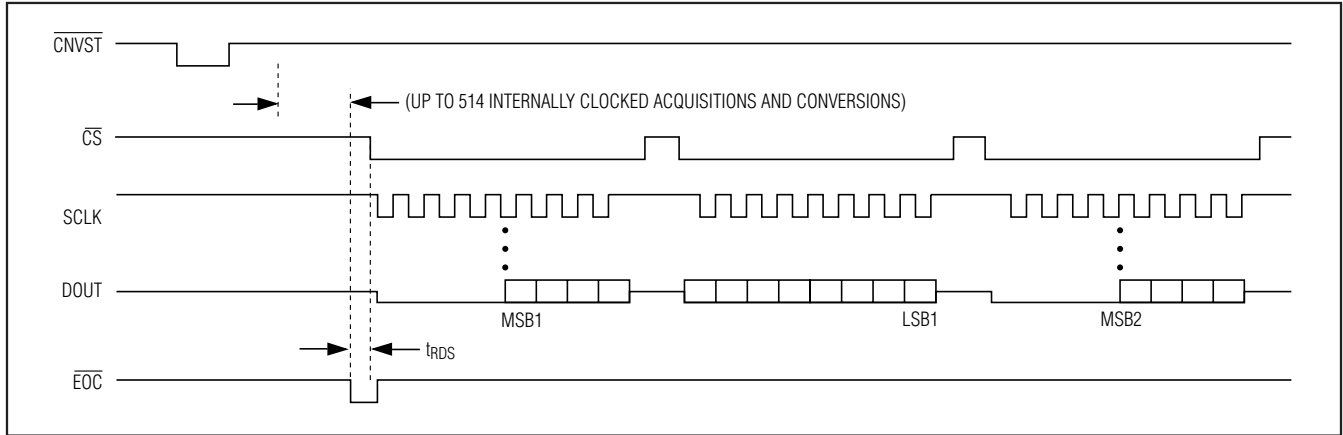 CNVST
(UP TO 514 INTERNALLY CLOCKED ACQUISITIONS AND CONVERSIONS)
CS
SCLK
DOUT
MSB1 LSB1 MSB2
tRDS
EOC